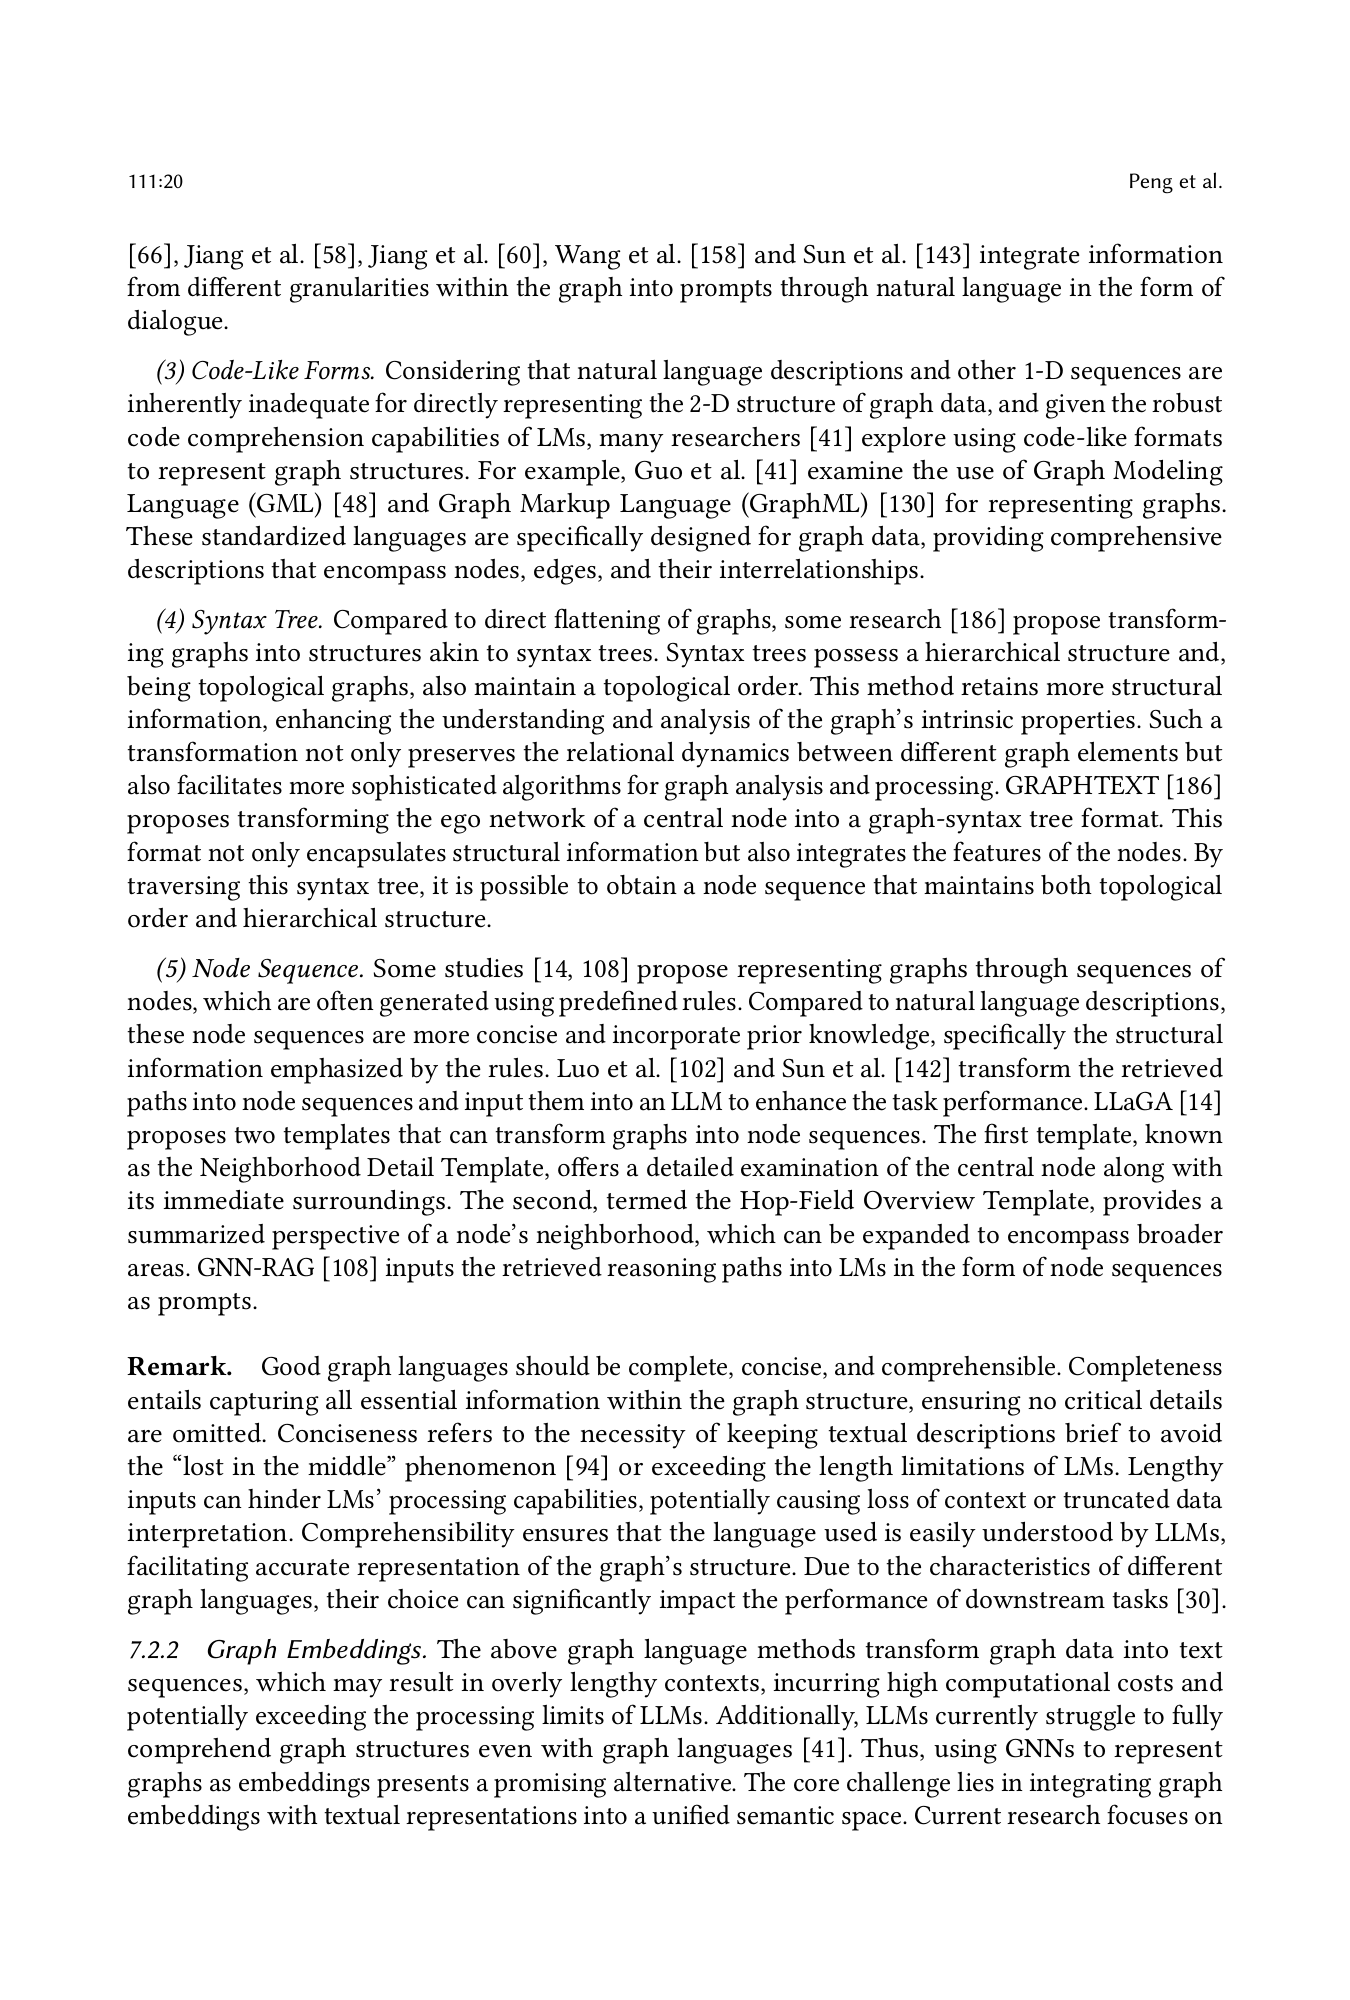 111:20
Peng et al.
[66], Jiang et al. [58], Jiang et al. [60], Wang et al. [158] and Sun et al. [143] integrate information
from different granularities within the graph into prompts through natural language in the form of
dialogue.
(3) Code-Like Forms. Considering that natural language descriptions and other 1-D sequences are
inherently inadequate for directly representing the 2-D structure of graph data, and given the robust
code comprehension capabilities of LMs, many researchers [41] explore using code-like formats
to represent graph structures. For example, Guo et al. [41] examine the use of Graph Modeling
Language (GML) [48] and Graph Markup Language (GraphML) [130] for representing graphs.
These standardized languages are specifically designed for graph data, providing comprehensive
descriptions that encompass nodes, edges, and their interrelationships.
(4) Syntax Tree. Compared to direct flattening of graphs, some research [186] propose transform-
ing graphs into structures akin to syntax trees. Syntax trees possess a hierarchical structure and,
being topological graphs, also maintain a topological order. This method retains more structural
information, enhancing the understanding and analysis of the graph's intrinsic properties. Such a
transformation not only preserves the relational dynamics between different graph elements but
also facilitates more sophisticated algorithms for graph analysis and processing. GRAPHTEXT [186]
proposes transforming the ego network of a central node into a graph-syntax tree format. This
format not only encapsulates structural information but also integrates the features of the nodes. By
traversing this syntax tree, it is possible to obtain a node sequence that maintains both topological
order and hierarchical structure.
(5) Node Sequence. Some studies [14, 108] propose representing graphs through sequences of
nodes, which are often generated using predefined rules. Compared to natural language descriptions,
these node sequences are more concise and incorporate prior knowledge, specifically the structural
information emphasized by the rules. Luo et al. [102] and Sun et al. [142] transform the retrieved
paths into node sequences and input them into an LLM to enhance the task performance. LLaGA [14]
proposes two templates that can transform graphs into node sequences. The first template, known
as the Neighborhood Detail Template, offers a detailed examination of the central node along with
its immediate surroundings. The second, termed the Hop-Field Overview Template, provides a
summarized perspective of a node's neighborhood, which can be expanded to encompass broader
areas. GNN-RAG [108] inputs the retrieved reasoning paths into LMs in the form of node sequences
as prompts.
Remark. Good graph languages should be complete, concise, and comprehensible. Completeness
entails capturing all essential information within the graph structure, ensuring no critical details
are omitted. Conciseness refers to the necessity of keeping textual descriptions brief to avoid
the “lost in the middle” phenomenon [94] or exceeding the length limitations of LMs. Lengthy
inputs can hinder LMs' processing capabilities, potentially causing loss of context or truncated data
interpretation. Comprehensibility ensures that the language used is easily understood by LLMs,
facilitating accurate representation of the graph's structure. Due to the characteristics of different
graph languages, their choice can significantly impact the performance of downstream tasks [30].
7.2.2 Graph Embeddings. The above graph language methods transform graph data into text
sequences, which may result in overly lengthy contexts, incurring high computational costs and
potentially exceeding the processing limits of LLMs. Additionally, LLMs currently struggle to fully
comprehend graph structures even with graph languages [41]. Thus, using GNNs to represent
graphs as embeddings presents a promising alternative. The core challenge lies in integrating graph
embeddings with textual representations into a unified semantic space. Current research focuses on